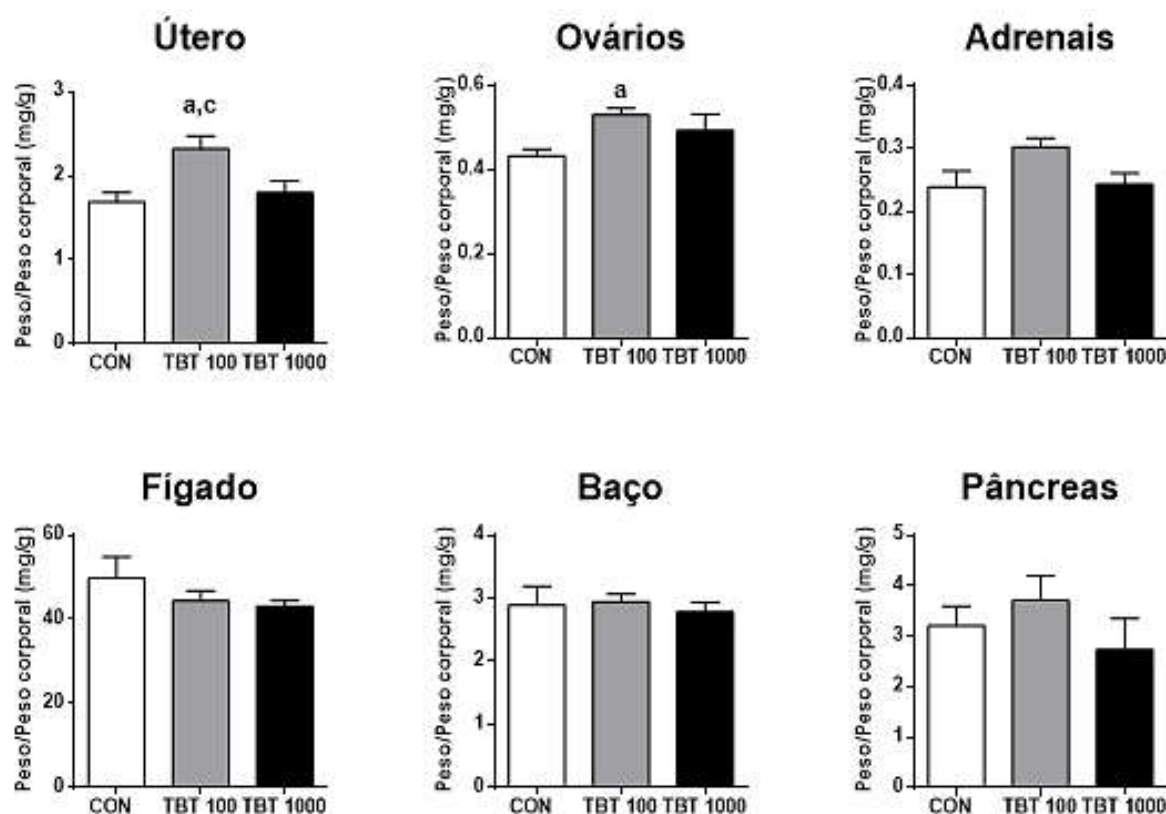 Útero
Peso/Peso corporal (mg/g)
3
2
1
0
a,c
CON TBT 100 TBT 1000
Ovários
Peso/Peso corporal (mg/g)
0.6
0.4
0.2
0.0
a
CON TBT 100 TBT 1000
Adrenais
Peso/Peso corporal (mg/g)
0.4
0.3
0.2
0.1
0.0
CON TBT 100 TBT 1000
Fígado
Peso/Peso corporal (mg/g)
60
40
20
0
CON TBT 100 TBT 1000
Baço
Peso/Peso corporal (mg/g)
4
3
2
1
0
CON TBT 100 TBT 1000
Pâncreas
Peso/Peso corporal (mg/g)
5
4
3
2
1
0
CON TBT 100 TBT 1000